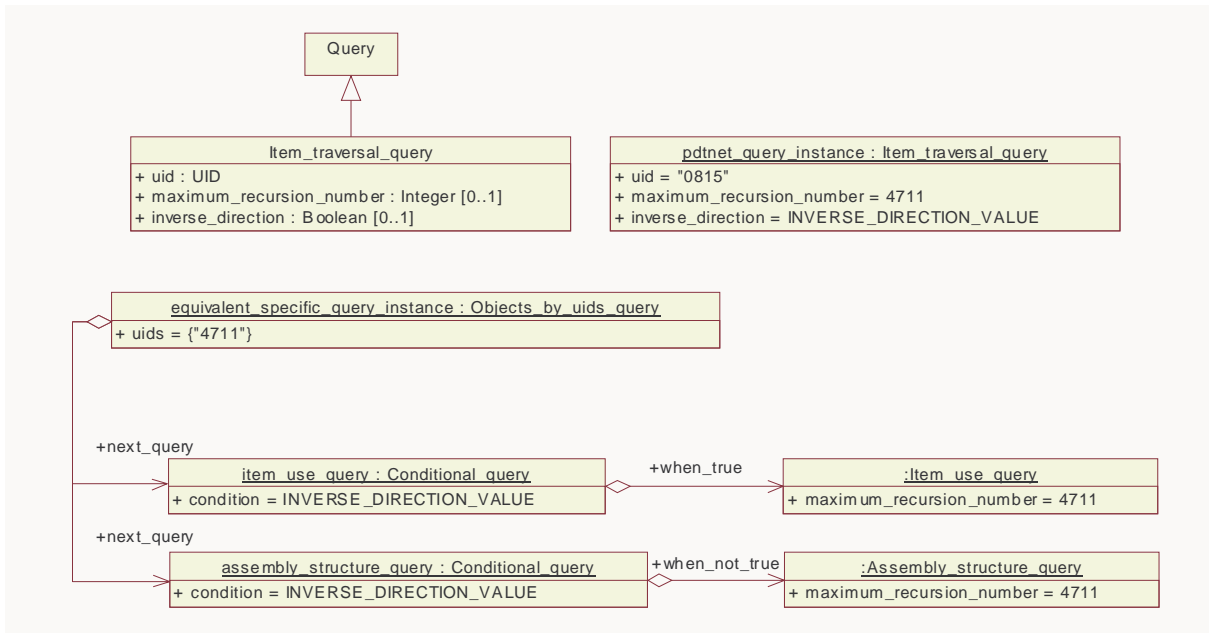 Query
Item_traversal_query
+ uid : UID
+ maximum_recursion_number : Integer [0..1]
+ inverse_direction : Boolean [0..1]
pdtnet_query_instance : Item_traversal_query
+ uid = "0815"
+ maximum_recursion_number = 4711
+ inverse_direction = INVERSE_DIRECTION_VALUE
equivalent_specific_query_instance : Objects_by_uids_query
+ uids = {"4711"}
+next_query
item_use_query : Conditional_query
+ condition = INVERSE_DIRECTION_VALUE
+when_true
:Item_use_query
+ maximum_recursion_number = 4711
+next_query
assembly_structure_query : Conditional_query
+ condition = INVERSE_DIRECTION_VALUE
+when_not_true
:Assembly_structure_query
+ maximum_recursion_number = 4711